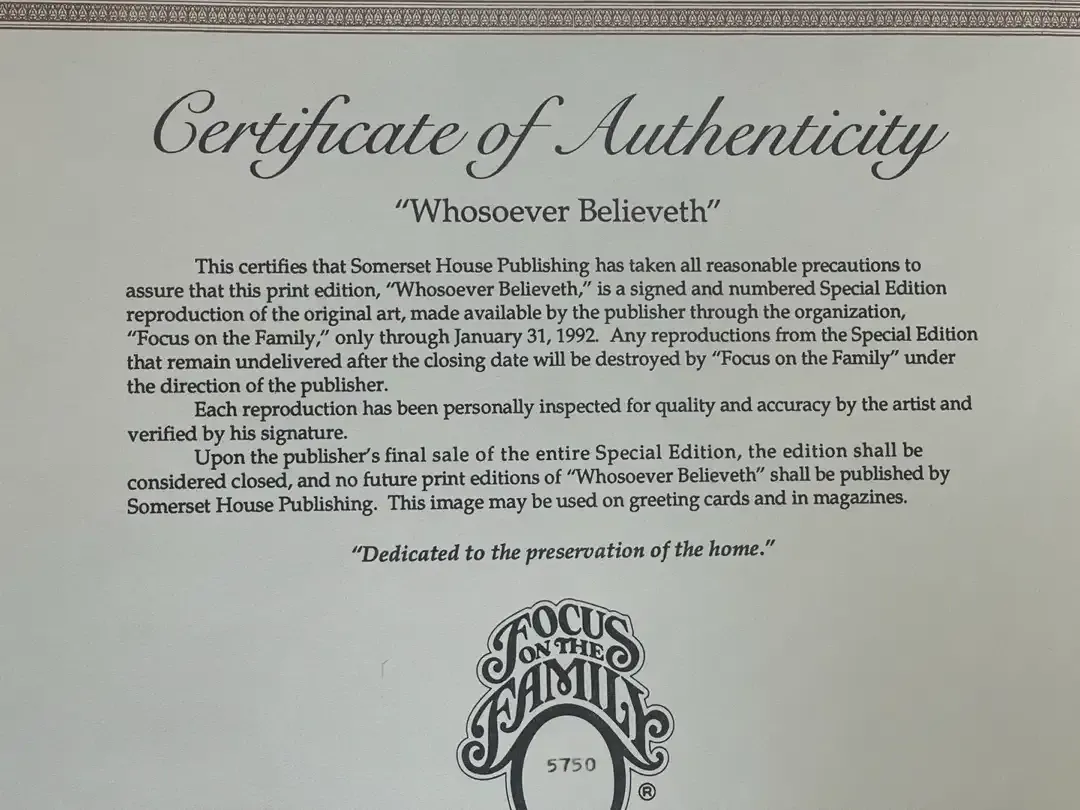 Certificate of Authenticity
“Whosoever Believeth”
This certifies that Somerset House Publishing has taken all reasonable precautions to
assure that this print edition, “Whosoever Believeth,” is a signed and numbered Special Edition
reproduction of the original art, made available by the publisher through the organization,
“Focus on the Family,” only through January 31, 1992. Any reproductions from the Special Edition
that remain undelivered after the closing date will be destroyed by “Focus on the Family” under
the direction of the publisher.
Each reproduction has been personally inspected for quality and accuracy by the artist and
verified by his signature.
Upon the publisher’s final sale of the entire Special Edition, the edition shall be
considered closed, and no future print editions of “Whosoever Believeth” shall be published by
Somerset House Publishing. This image may be used on greeting cards and in magazines.
“Dedicated to the preservation of the home.”
FOCUS
ON THE
FAMILY
5750
®